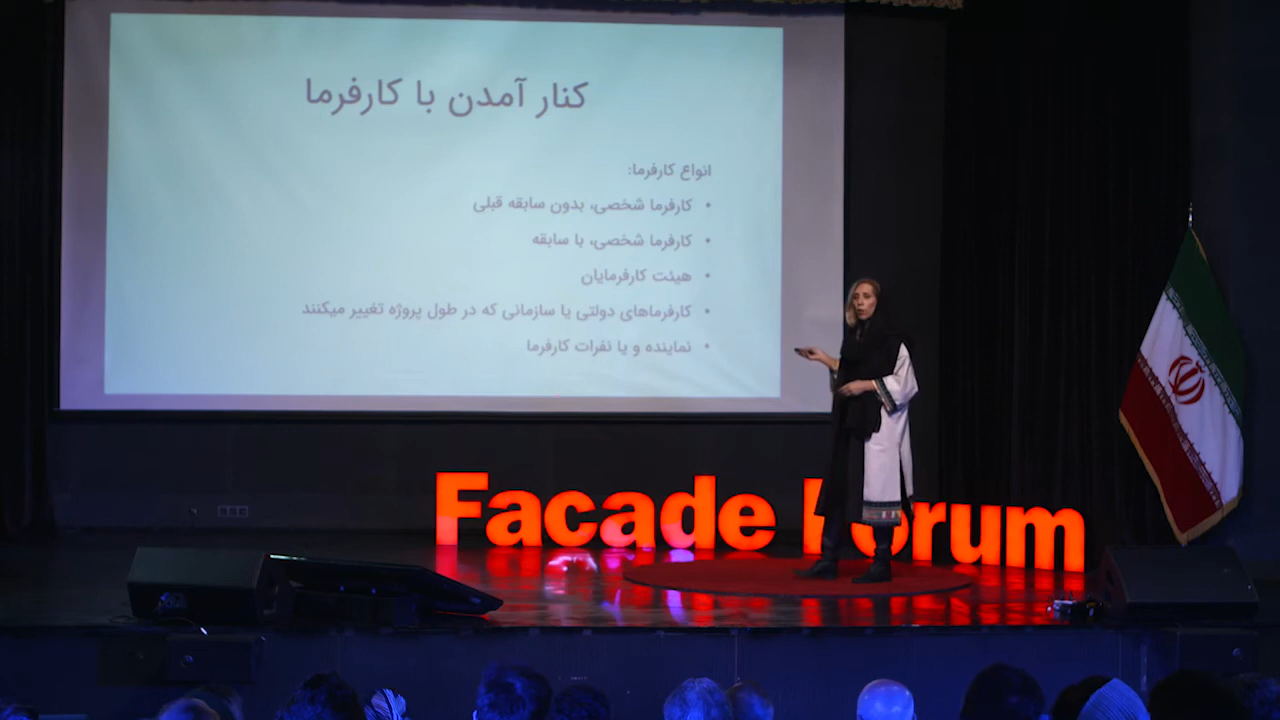 کنار آمدن با کارفرما
انواع کارفرما:
• کارفرما شخصی، بدون سابقه قبلی
• کارفرما شخصی، با سابقه
• هیئت کارفرمایان
• کارفرماهای دولتی یا سازمانی که در طول پروژه تغییر میکنند
• نماینده و یا نفرات کارفرما
Facade Forum